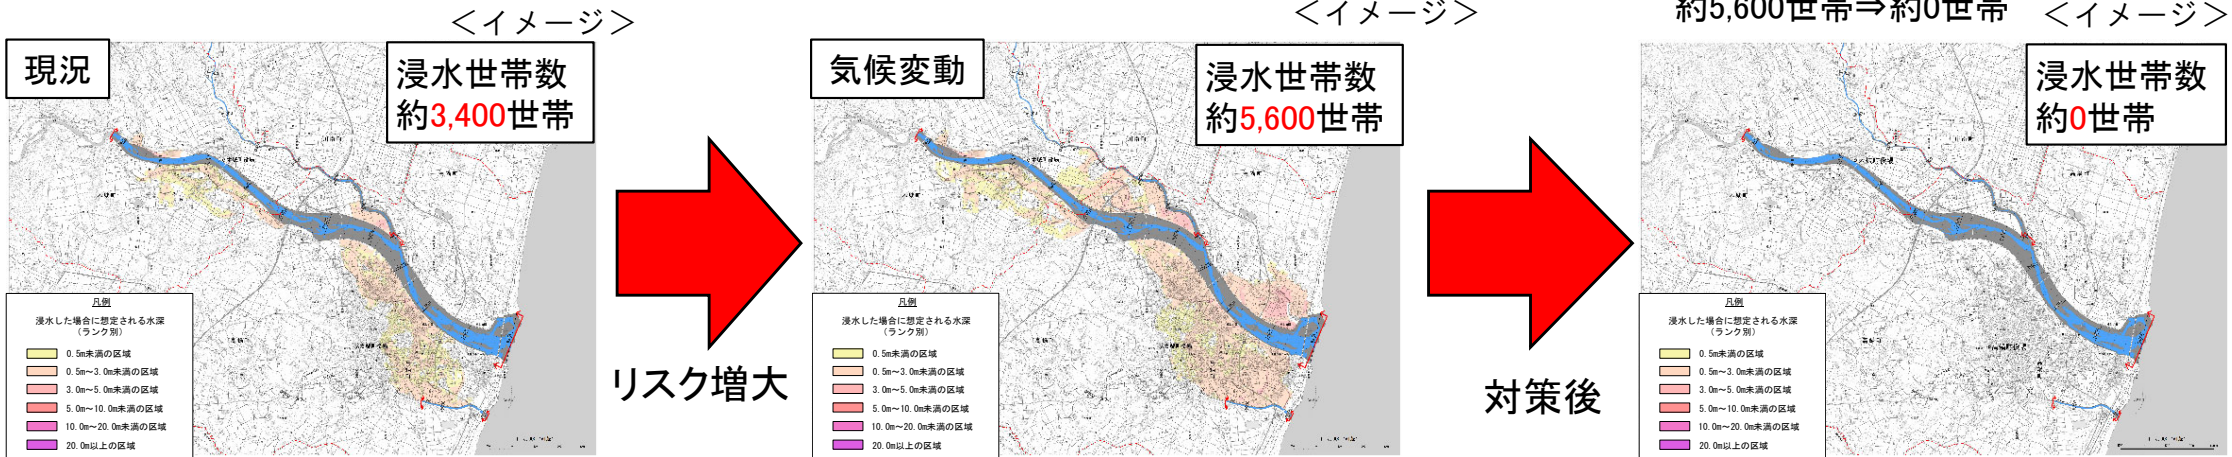 ＜イメージ＞
現況
浸水世帯数
約3,400世帯
凡例
浸水した場合に想定される水深
（ランク別）
0.5m未満の区域
0.5m～3.0m未満の区域
3.0m～5.0m未満の区域
5.0m～10.0m未満の区域
10.0m～20.0m未満の区域
20.0m以上の区域
リスク増大
＜イメージ＞
気候変動
浸水世帯数
約5,600世帯
凡例
浸水した場合に想定される水深
（ランク別）
0.5m未満の区域
0.5m～3.0m未満の区域
3.0m～5.0m未満の区域
5.0m～10.0m未満の区域
10.0m～20.0m未満の区域
20.0m以上の区域
対策後
約5,600世帯⇒約0世帯 ＜イメージ＞
浸水世帯数
約0世帯
凡例
浸水した場合に想定される水深
（ランク別）
0.5m未満の区域
0.5m～3.0m未満の区域
3.0m～5.0m未満の区域
5.0m～10.0m未満の区域
10.0m～20.0m未満の区域
20.0m以上の区域